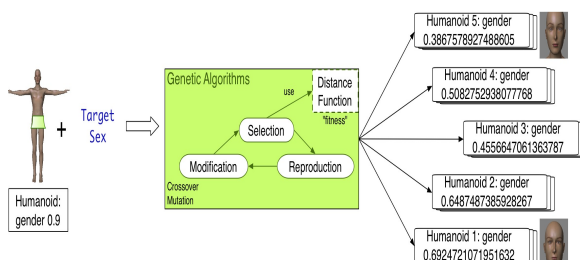 Humanoid 5: gender
0.3867578927488605
Genetic Algorithms
Distance
Function
use
"fitness"
Humanoid 4: gender
0.5082752938077768
Target
Sex
+
Selection
Humanoid 3: gender
0.4556647061363787
Modification
Reproduction
Crossover
Mutation
Humanoid:
gender 0.9
Humanoid 2: gender
0.6487487385928267
Humanoid 1: gender
0.6924721071951632